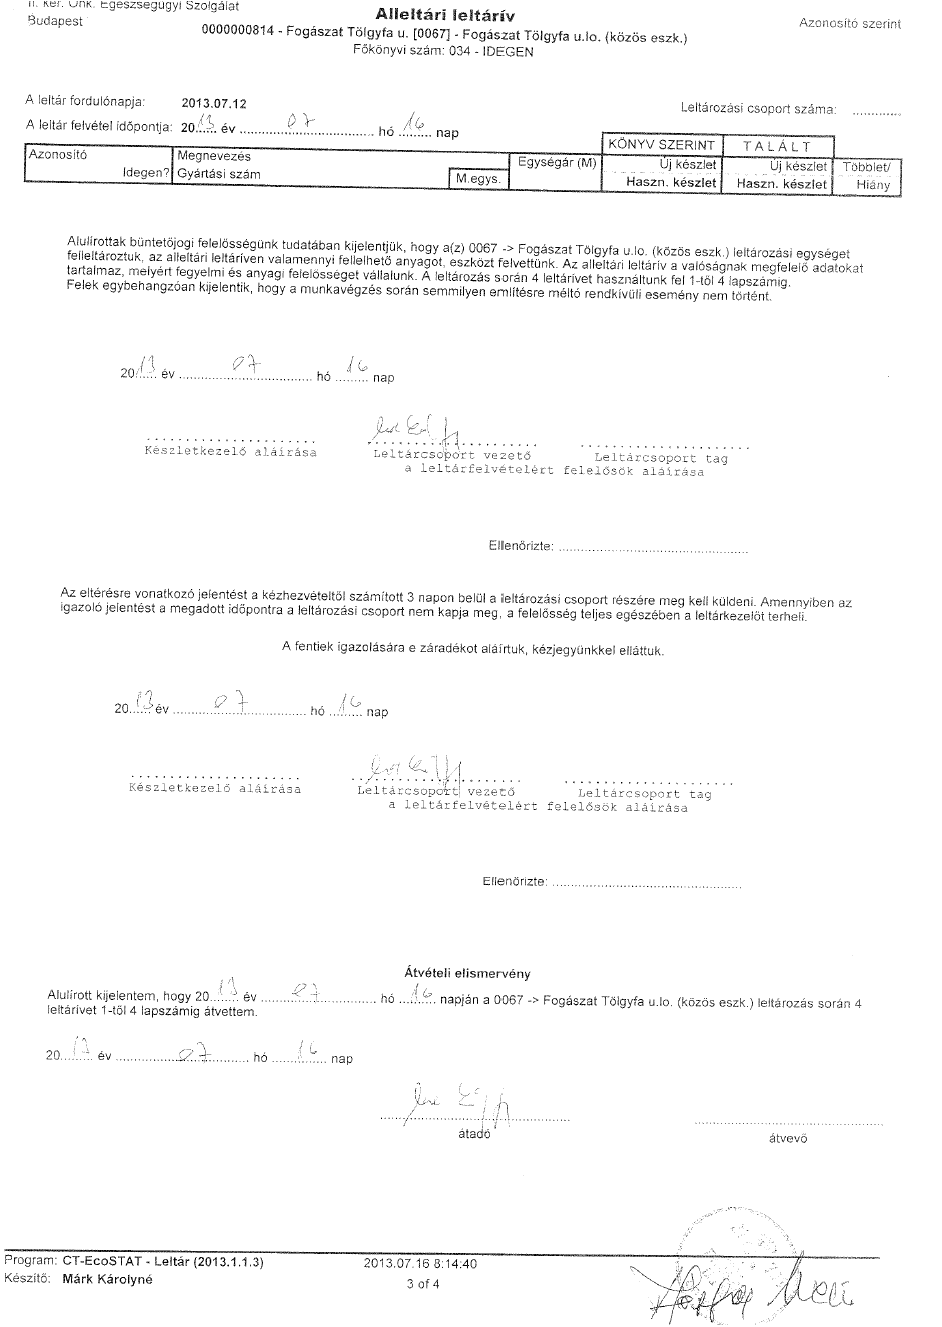 II. Ker. Önk. Egészségügyi Szolgálat
Budapest
Alleltári leltárív
0000000814 - Fogászat Tölgyfa u. [0067] - Fogászat Tölgyfa u.lo. (közös eszk.)
Főkönyvi szám: 034 - IDEGEN
Azonosító szerint
A leltár fordulónapja: 2013.07.12
Leltározási csoport száma: ............
A leltár felvétel időpontja: 2013 év 07 hó 16 nap
KÖNYV SZERINT TALÁLT
Azonosító Megnevezés Egységár (M) Új készlet Új készlet Többlet/
Idegen? Gyártási szám M.egys. Haszn. készlet Haszn. készlet Hiány
Alulírottak büntetőjogi felelősségünk tudatában kijelentjük, hogy a(z) 0067 -> Fogászat Tölgyfa u.lo. (közös eszk.) leltározási egységet
felleltároztuk, az alleltári leltáríven valamennyi fellelhető anyagot, eszközt felvettünk. Az alleltári leltárív a valóságnak megfelelő adatokat
tartalmaz, melyért fegyelmi és anyagi felelősséget vállalunk. A leltározás során 4 leltárívet használtunk fel 1-től 4 lapszámig.
Felek egybehangzóan kijelentik, hogy a munkavégzés során semmilyen említésre méltó rendkívüli esemény nem történt.
2013 év 07 hó 16 nap
Készletkezelő aláírása Leltárcsoport vezető Leltárcsoport tag
a leltárfelvételért felelősök aláírása
Ellenőrizte: ............
Az eltérésre vonatkozó jelentést a kézhezvételtől számított 3 napon belül a leltározási csoport részére meg kell küldeni. Amennyiben az
igazoló jelentést a megadott időpontra a leltározási csoport nem kapja meg, a felelősség teljes egészében a leltárkezelőt terheli.
A fentiek igazolására e záradékot aláírtuk, kézjegyünkkel elláttuk.
2013 év 07 hó 16 nap
Készletkezelő aláírása Leltárcsoport vezető Leltárcsoport tag
a leltárfelvételért felelősök aláírása
Ellenőrizte: ............
Átvételi elismervény
Alulírott kijelentem, hogy 2013 év 07 hó 16 napján a 0067 -> Fogászat Tölgyfa u.lo. (közös eszk.) leltározás során 4
leltárívet 1-től 4 lapszámig átvettem.
2013 év 07 hó 16 nap
átadó átvevő
Program: CT-EcoSTAT - Leltár (2013.1.1.3) 2013.07.16 8:14:40
Készítő: Márk Károlyné 3 of 4